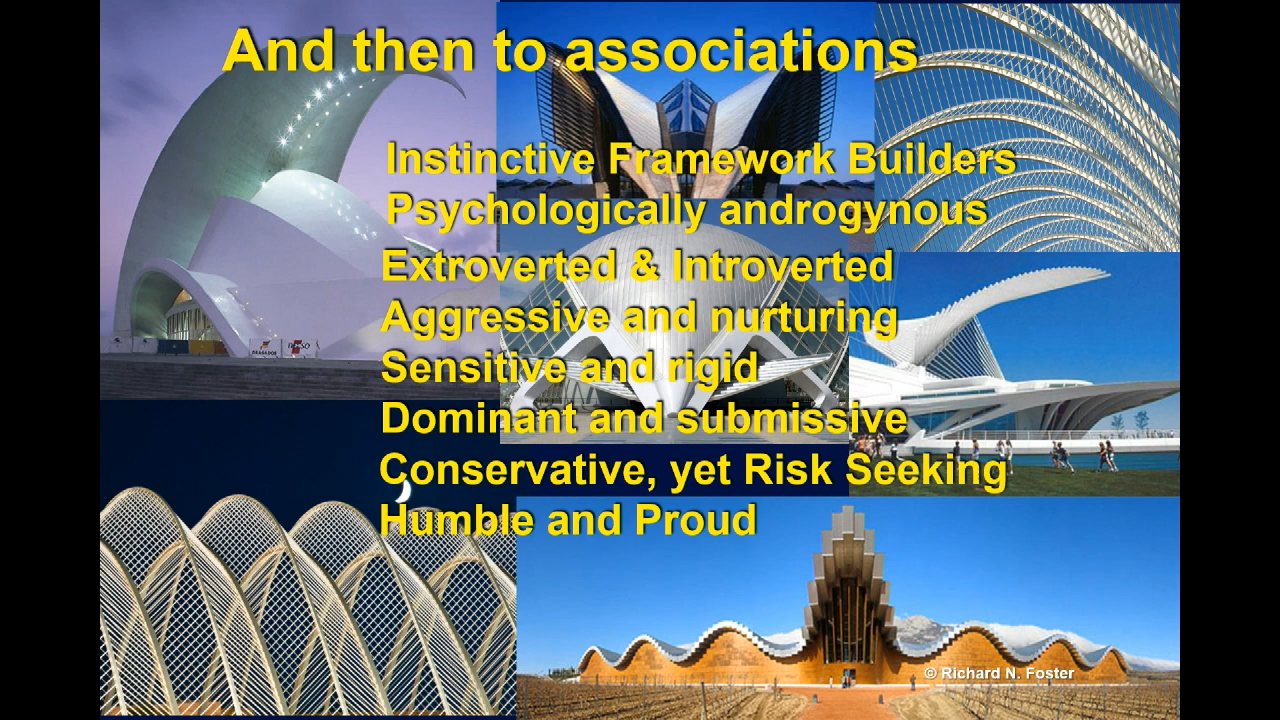 And then to associations
Instinctive Framework Builders
Psychologically androgynous
Extroverted & Introverted
Aggressive and nurturing
Sensitive and rigid
Dominant and submissive
Conservative, yet Risk Seeking
Humble and Proud
© Richard N. Foster